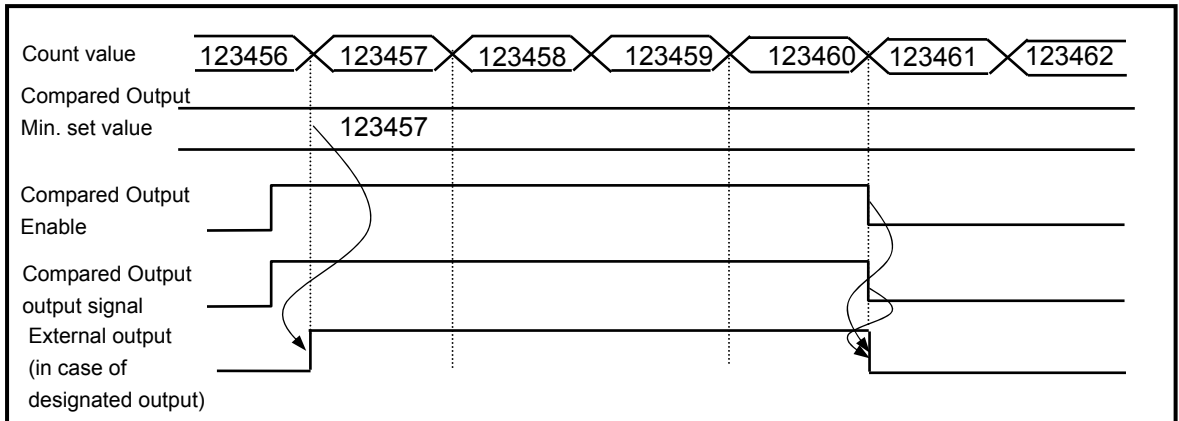 Count value 123456 123457 123458 123459 123460 123461 123462
Compared Output
Min. set value 123457
Compared Output
Enable
Compared Output
output signal
External output
(in case of
designated output)